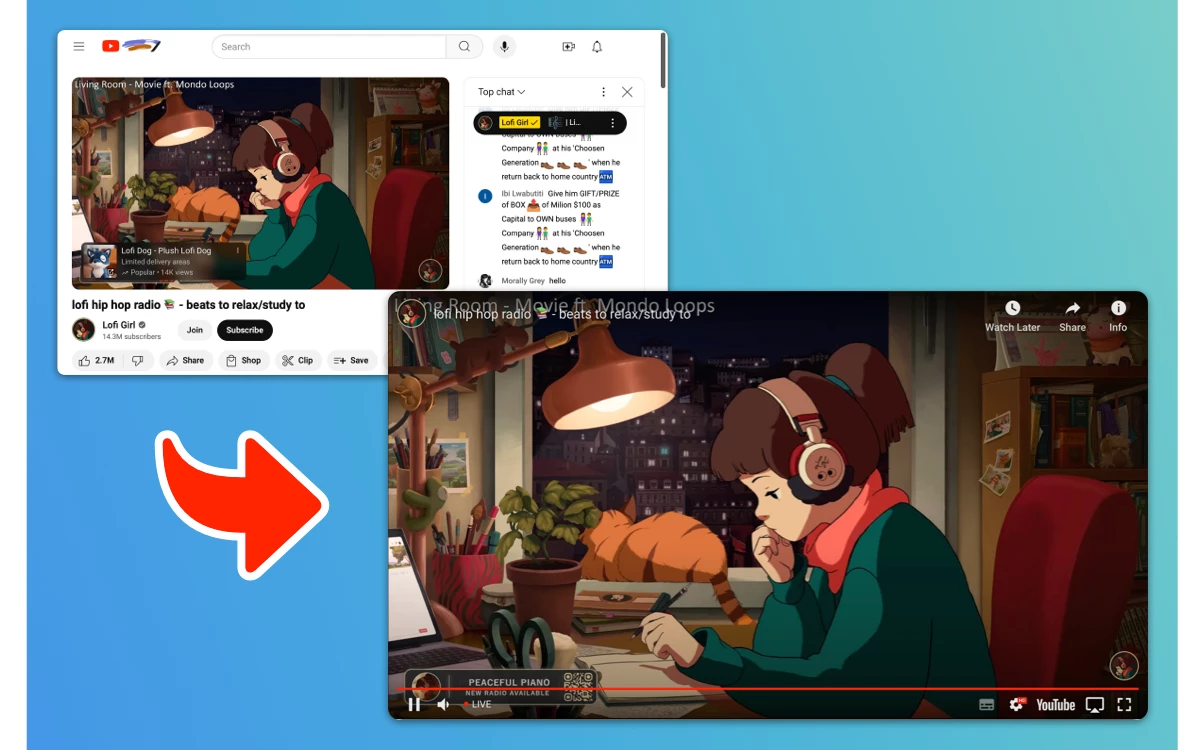 Search
Living Room - Movie ft. Mondo Loops
Top chat
Lofi Girl
| Li...
Capital to OWN buses
Company 👫 at his 'Choosen
Generation 👞 👞 👞 ' when he
return back to home country ATM
Ibi Lwabutiti Give him GIFT/PRIZE
of BOX 📤 of Milion $100 as
Capital to OWN buses 👫
Company 👫 at his 'Choosen
Generation 👞 👞 👞 ' when he
return back to home country ATM
Morally Grey hello
Lofi Dog - Plush Lofi Dog
Limited delivery areas
Popular • 14K views
lofi hip hop radio 📚 - beats to relax/study to
Lofi Girl
14.3M subscribers
Join
Subscribe
2.7M
Share
Shop
Clip
Save
Living Room - Movie ft. Mondo Loops
lofi hip hop radio 📚 - beats to relax/study to
Watch Later
Share
Info
PEACEFUL PIANO
NEW RADIO AVAILABLE
LIVE
HD
YouTube